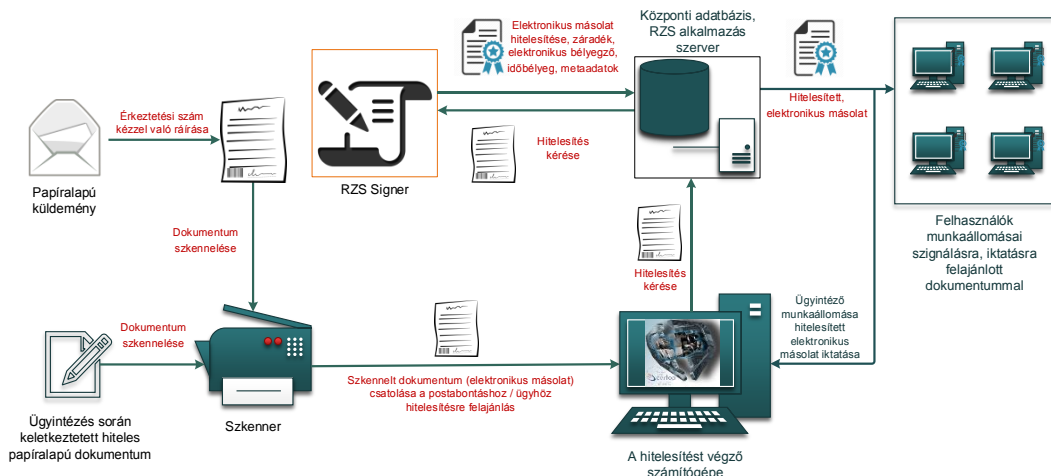 Elektronikus másolat
hitelesítése, záradék,
elektronikus bélyegző,
időbélyeg, metaadatok
Központi adatbázis,
RZS alkalmazás
szerver
Érkeztetési szám
kézzel való ráírása
Hitelesített,
elektronikus másolat
Hitelesítés
kérése
Papíralapú
küldemény
RZS Signer
Felhasználók
munkaállomásai
szignálásra, iktatásra
felajánlott
dokumentummal
Dokumentum
szkennelése
Hitelesítés
kérése
Ügyintéző
munkaállomása
hitelesített
elektronikus
másolat iktatása
Dokumentum
szkennelése
Szkennelt dokumentum (elektronikus másolat)
csatolása a postabontáshoz / ügyhöz
hitelesítésre felajánlás
Ügyintézés során
keletkeztetett hiteles
papíralapú dokumentum
Szkenner
A hitelesítést végző
számítógépe